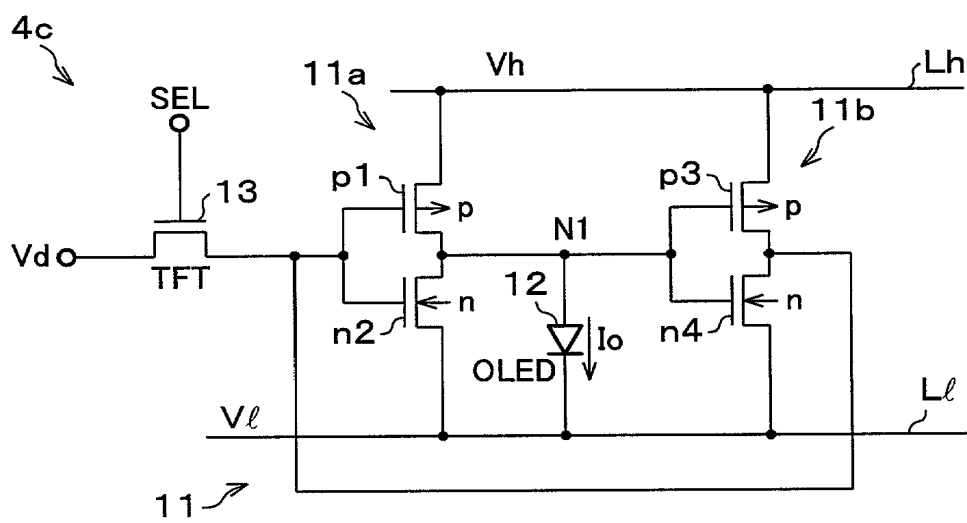 4c
SEL
13
Vd
TFT
11a
Vh
Lh
11b
p1
p
n2
n
N1
12
OLED
Io
p3
p
n4
n
Vℓ
Lℓ
11